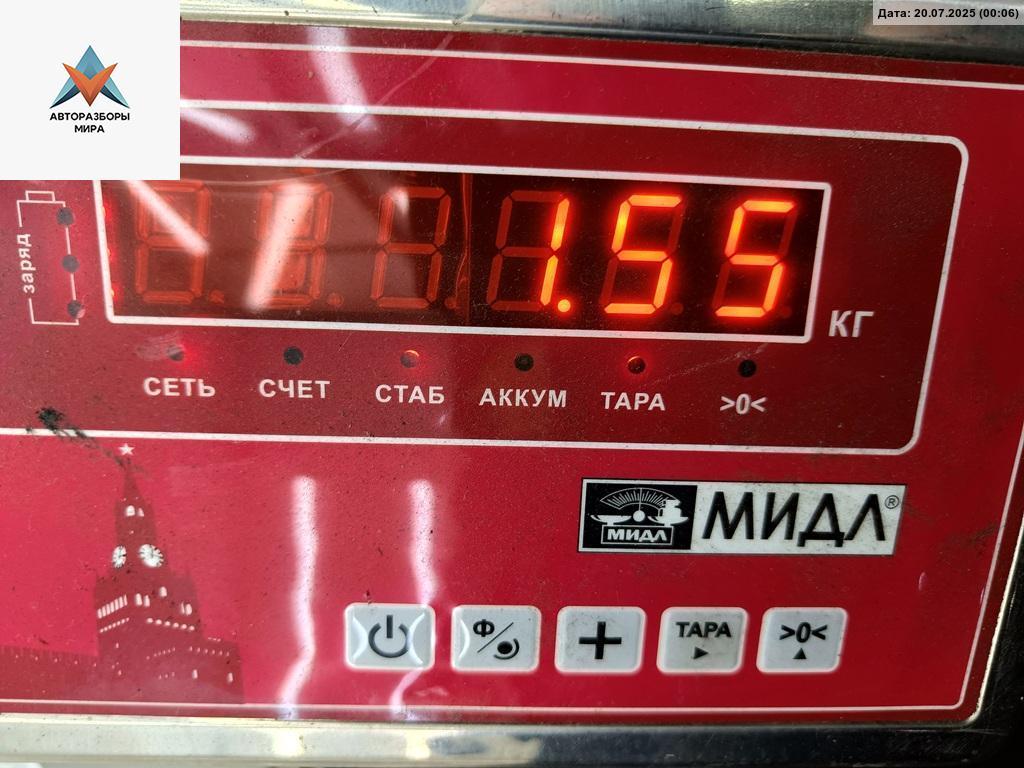 Дата: 20.07.2025 (00:06)
АВТОРАЗБОРЫ
МИРА
заряд
1.55
КГ
СЕТЬ СЧЕТ СТАБ АККУМ ТАРА >0<
МИДЛ МИДЛ®
Ф ТАРА >0<